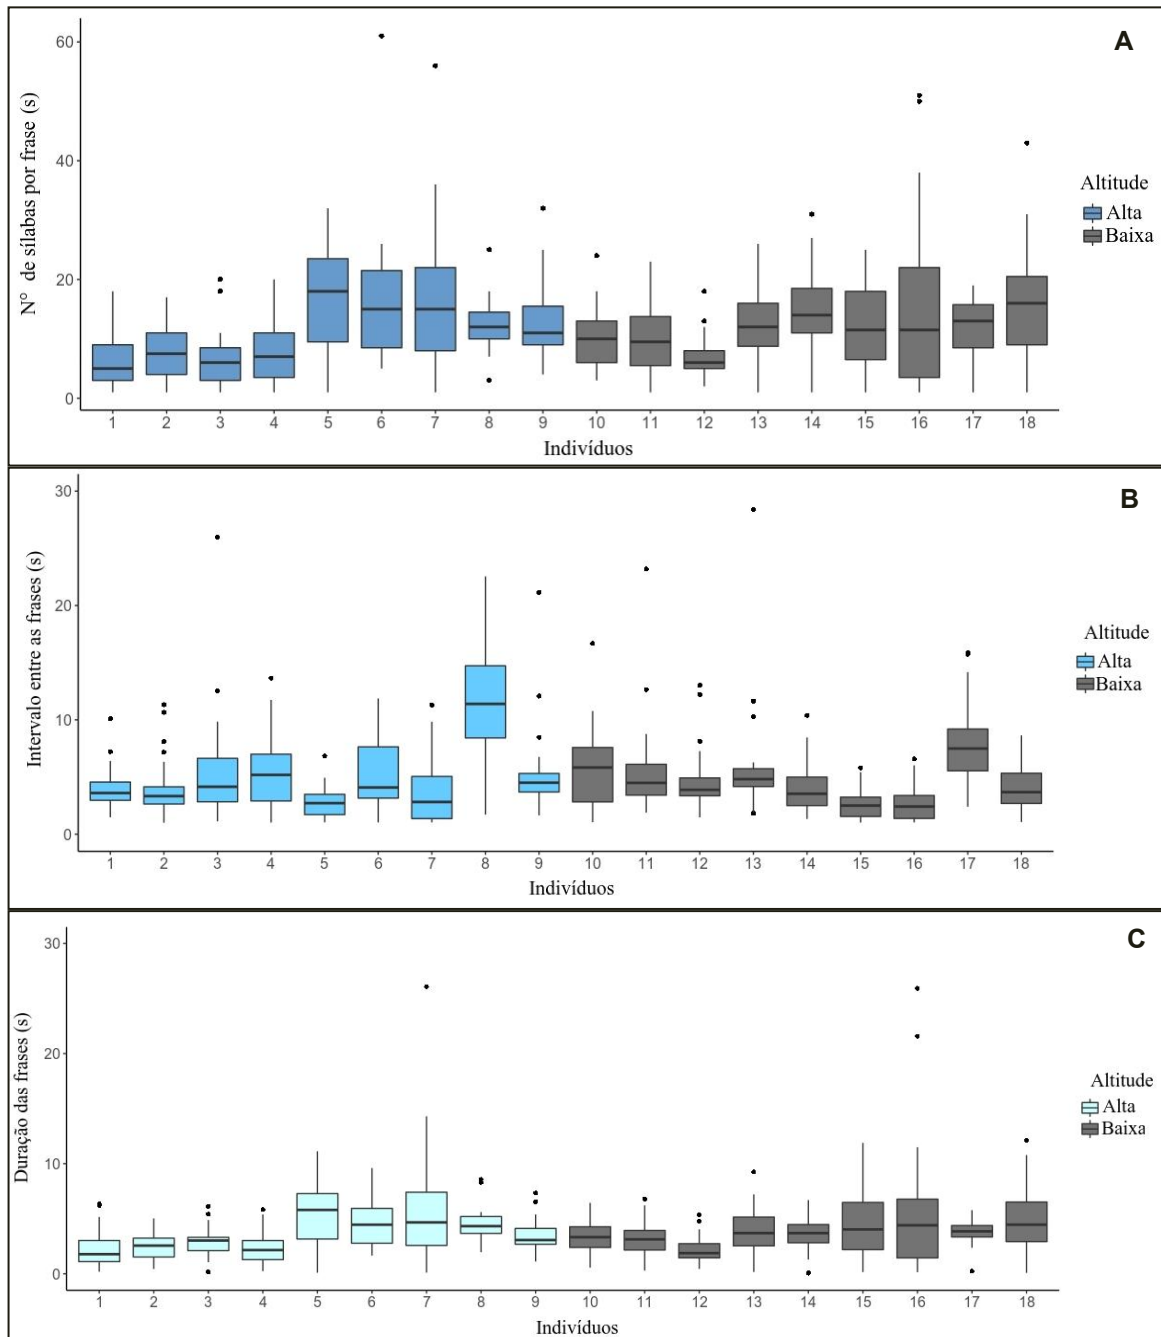 A
N° de sílabas por frase (s)
60
40
20
0
1 2 3 4 5 6 7 8 9 10 11 12 13 14 15 16 17 18
Indivíduos
Altitude
Alta
Baixa
B
Intervalo entre as frases (s)
30
20
10
0
1 2 3 4 5 6 7 8 9 10 11 12 13 14 15 16 17 18
Indivíduos
Altitude
Alta
Baixa
C
Duração das frases (s)
30
20
10
0
1 2 3 4 5 6 7 8 9 10 11 12 13 14 15 16 17 18
Indivíduos
Altitude
Alta
Baixa